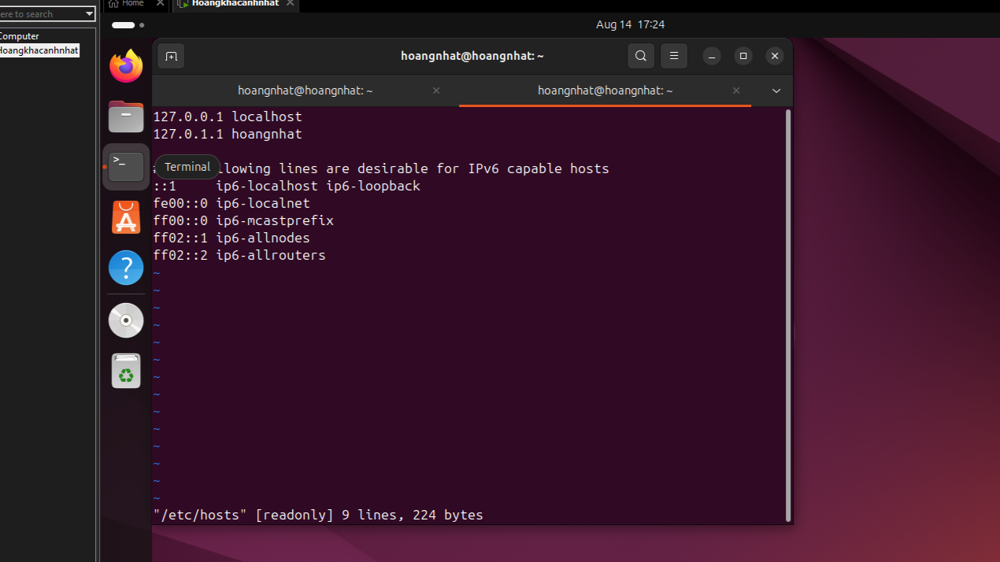 ere to search
Home
Hoangkhacanhnhat
Computer
Hoangkhacanhnhat
Aug 14 17:24
hoangnhat@hoangnhat: ~
hoangnhat@hoangnhat: ~
hoangnhat@hoangnhat: ~
127.0.0.1 localhost
127.0.1.1 hoangnhat
Terminal
llowing lines are desirable for IPv6 capable hosts
::1     ip6-localhost ip6-loopback
fe00::0 ip6-localnet
ff00::0 ip6-mcastprefix
ff02::1 ip6-allnodes
ff02::2 ip6-allrouters
~
~
~
~
~
~
~
~
~
~
~
~
~
~
"/etc/hosts" [readonly] 9 lines, 224 bytes